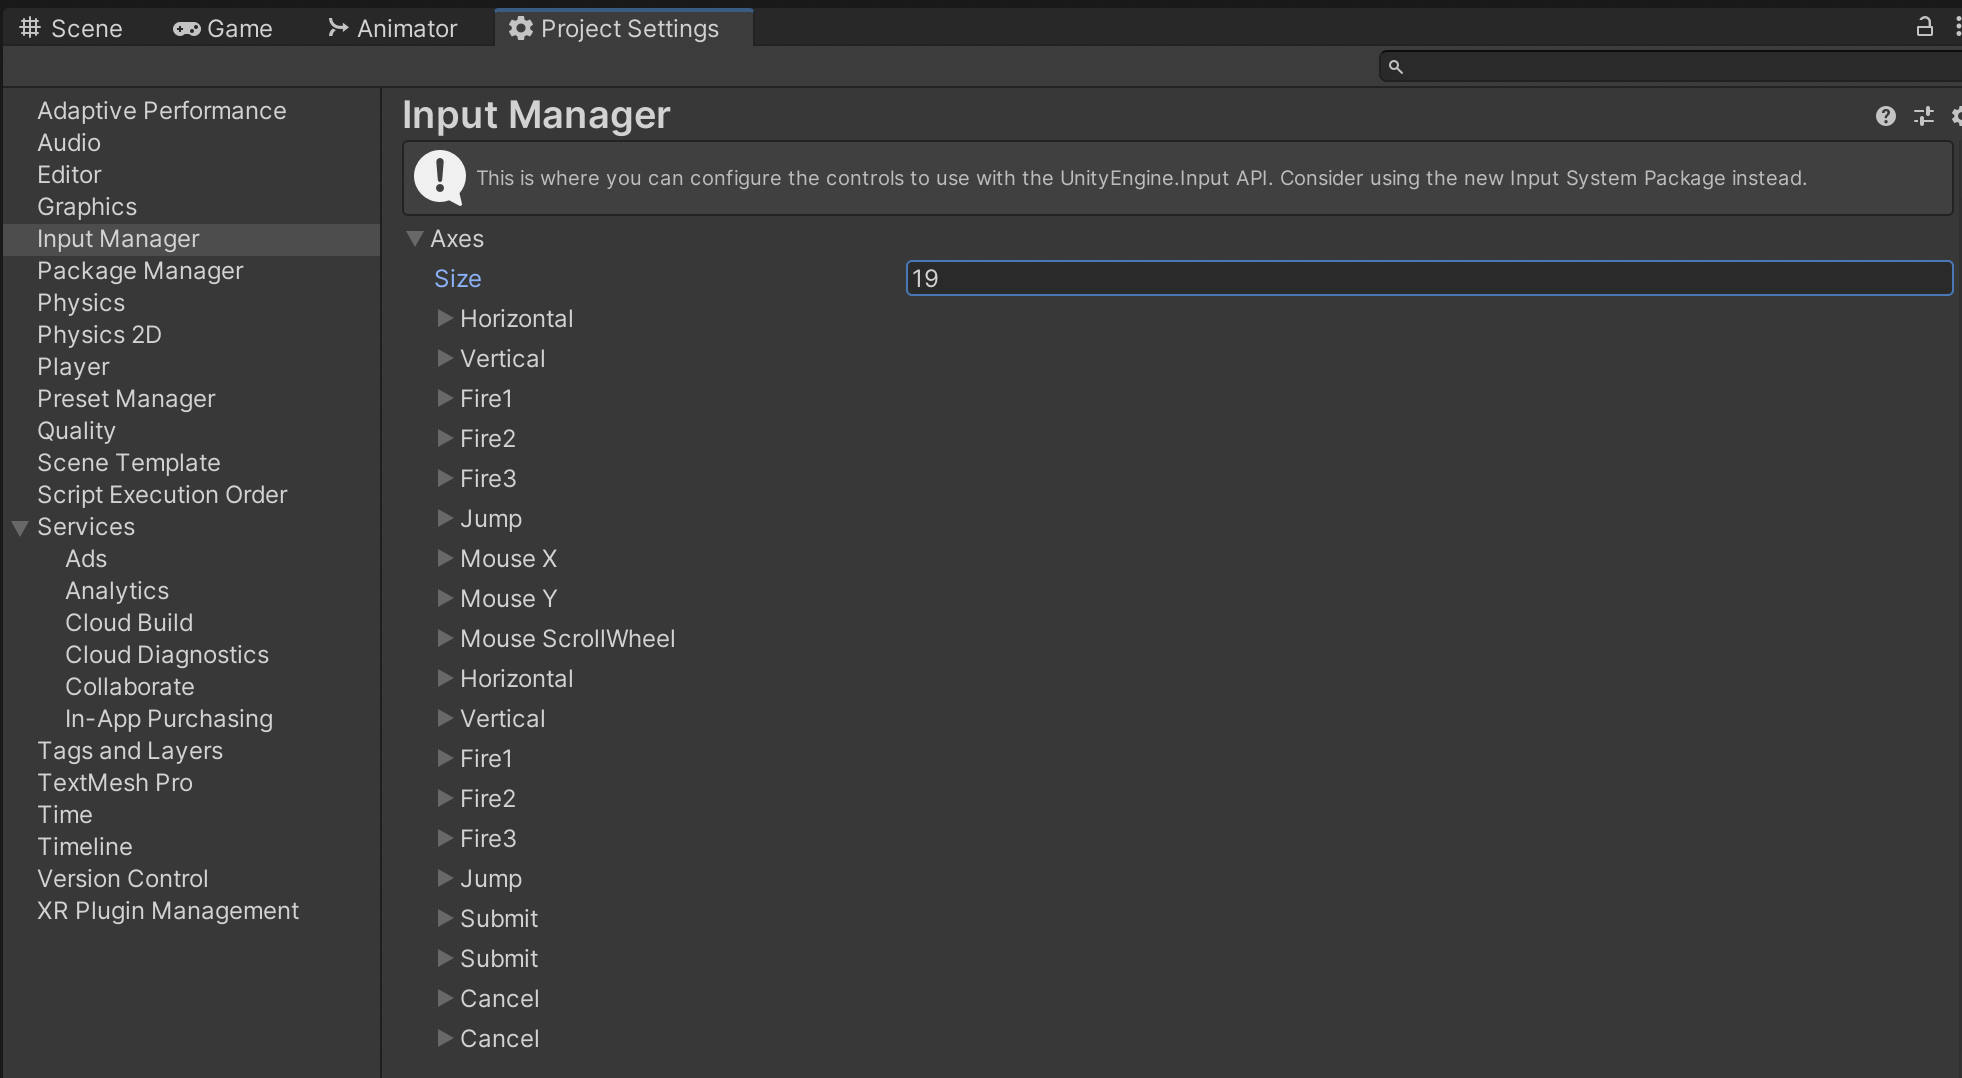 Scene Game Animator Project Settings
Adaptive Performance
Audio
Editor
Graphics
Input Manager
Package Manager
Physics
Physics 2D
Player
Preset Manager
Quality
Scene Template
Script Execution Order
Services
Ads
Analytics
Cloud Build
Cloud Diagnostics
Collaborate
In-App Purchasing
Tags and Layers
TextMesh Pro
Time
Timeline
Version Control
XR Plugin Management
Input Manager
This is where you can configure the controls to use with the UnityEngine.Input API. Consider using the new Input System Package instead.
Axes
Size 19
Horizontal
Vertical
Fire1
Fire2
Fire3
Jump
Mouse X
Mouse Y
Mouse ScrollWheel
Horizontal
Vertical
Fire1
Fire2
Fire3
Jump
Submit
Submit
Cancel
Cancel